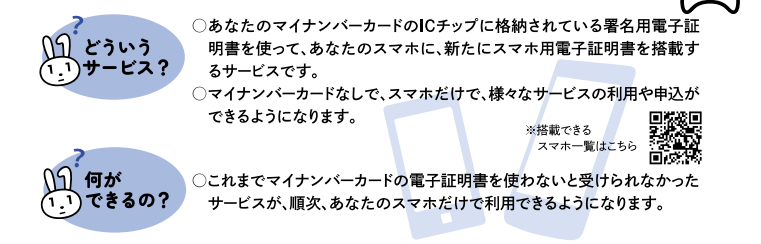 ?
どういう
サービス?
○あなたのマイナンバーカードのICチップに格納されている署名用電子証
明書を使って、あなたのスマホに、新たにスマホ用電子証明書を搭載す
るサービスです。
○マイナンバーカードなしで、スマホだけで、様々なサービスの利用や申込が
できるようになります。
※搭載できる
スマホ一覧はこちら
?
何が
できるの?
○これまでマイナンバーカードの電子証明書を使わないと受けられなかった
サービスが、順次、あなたのスマホだけで利用できるようになります。